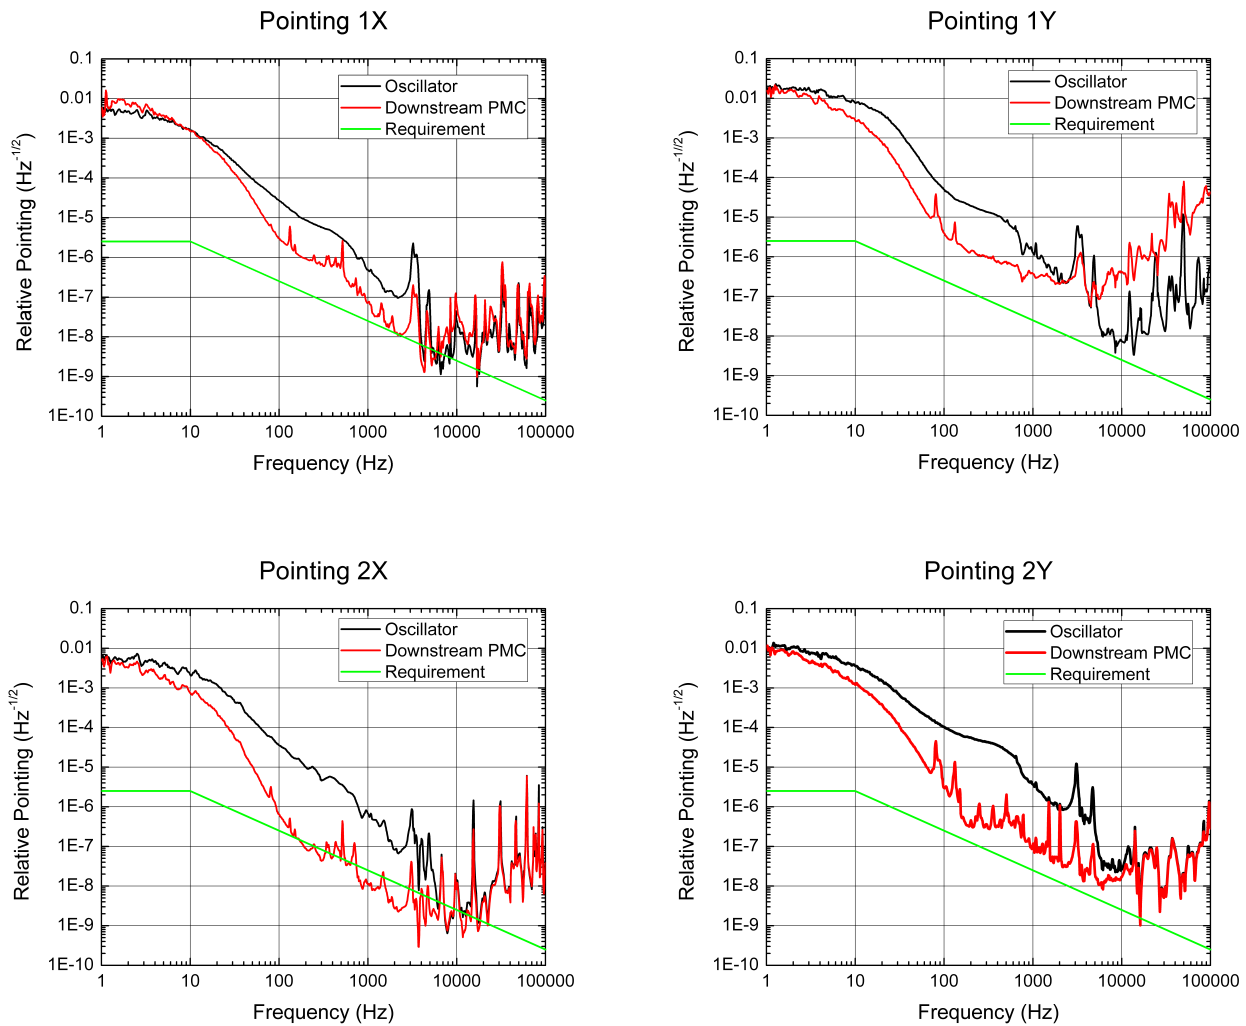 Pointing 1X
Relative Pointing (Hz^-1/2)
0.1
0.01
1E-3
1E-4
1E-5
1E-6
1E-7
1E-8
1E-9
1E-10
Oscillator
Downstream PMC
Requirement
1 10 100 1000 10000 100000
Frequency (Hz)
Pointing 1Y
Relative Pointing (Hz^-1//2)
0.1
0.01
1E-3
1E-4
1E-5
1E-6
1E-7
1E-8
1E-9
1E-10
Oscillator
Downstream PMC
Requirement
1 10 100 1000 10000 100000
Frequency (Hz)
Pointing 2X
Relative Pointing (Hz^-1/2)
0.1
0.01
1E-3
1E-4
1E-5
1E-6
1E-7
1E-8
1E-9
1E-10
Oscillator
Downstream PMC
Requirement
1 10 100 1000 10000 100000
Frequency (Hz)
Pointing 2Y
Relative Pointing (Hz^-1/2)
0.1
0.01
1E-3
1E-4
1E-5
1E-6
1E-7
1E-8
1E-9
1E-10
Oscillator
Downstream PMC
Requirement
1 10 100 1000 10000 100000
Frequency (Hz)